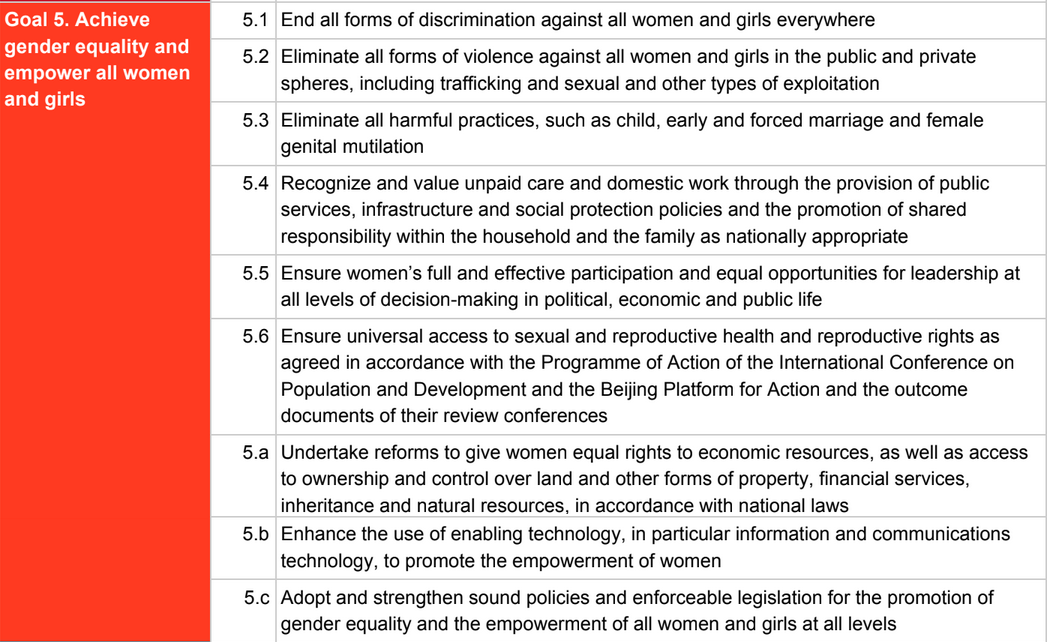 Goal 5. Achieve
gender equality and
empower all women
and girls
5.1 End all forms of discrimination against all women and girls everywhere
5.2 Eliminate all forms of violence against all women and girls in the public and private
spheres, including trafficking and sexual and other types of exploitation
5.3 Eliminate all harmful practices, such as child, early and forced marriage and female
genital mutilation
5.4 Recognize and value unpaid care and domestic work through the provision of public
services, infrastructure and social protection policies and the promotion of shared
responsibility within the household and the family as nationally appropriate
5.5 Ensure women’s full and effective participation and equal opportunities for leadership at
all levels of decision-making in political, economic and public life
5.6 Ensure universal access to sexual and reproductive health and reproductive rights as
agreed in accordance with the Programme of Action of the International Conference on
Population and Development and the Beijing Platform for Action and the outcome
documents of their review conferences
5.a Undertake reforms to give women equal rights to economic resources, as well as access
to ownership and control over land and other forms of property, financial services,
inheritance and natural resources, in accordance with national laws
5.b Enhance the use of enabling technology, in particular information and communications
technology, to promote the empowerment of women
5.c Adopt and strengthen sound policies and enforceable legislation for the promotion of
gender equality and the empowerment of all women and girls at all levels